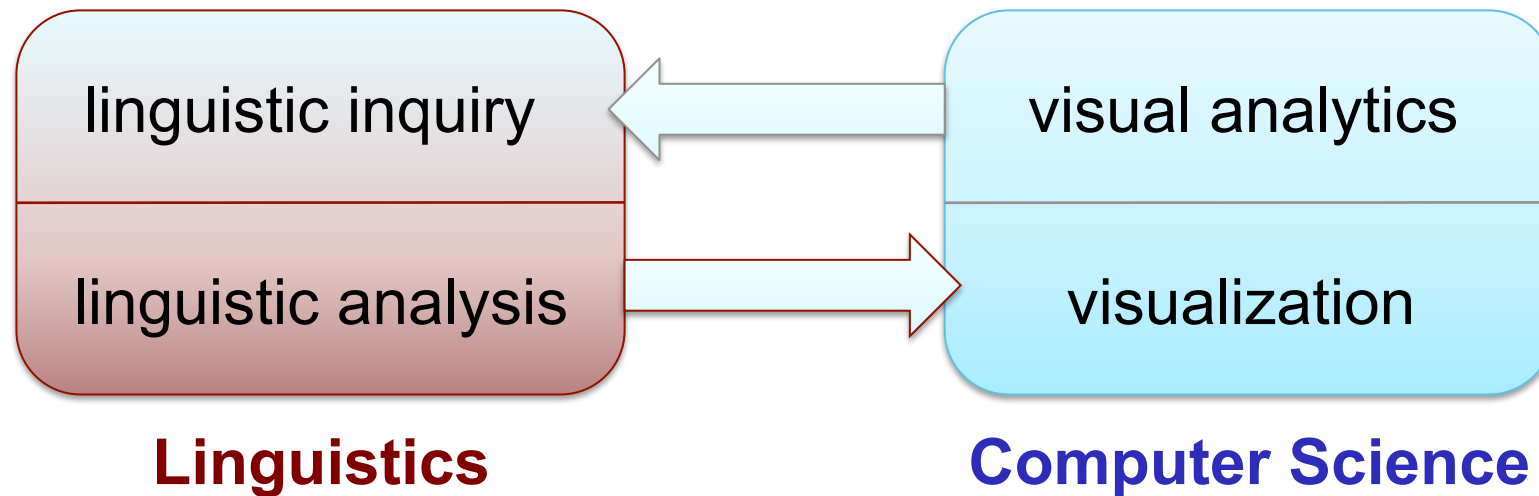 linguistic inquiry
visual analytics
linguistic analysis
visualization
Linguistics
Computer Science